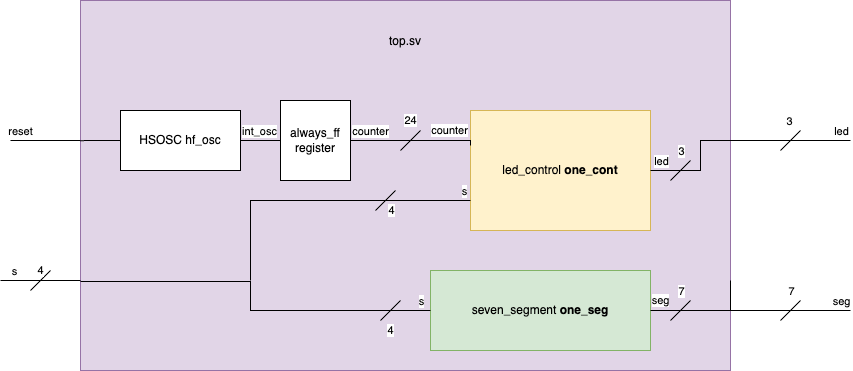 top.sv
reset
HSOSC hf_osc
int_osc
always_ff
register
counter
24
counter
led_control one_cont
led
3
3
led
s
4
s
4
s
4
seven_segment one_seg
seg
7
7
seg